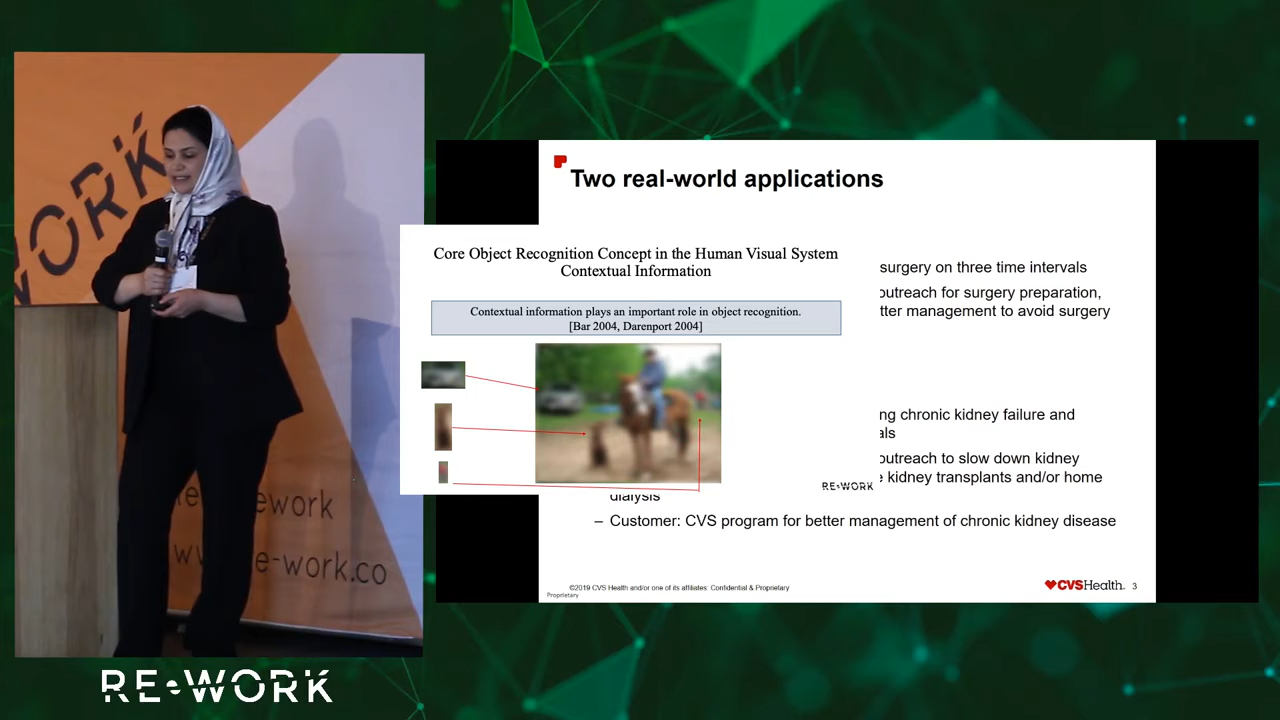 WORK
ework
e-work.co
RE•WORK
Two real-world applications
surgery on three time intervals
outreach for surgery preparation,
tter management to avoid surgery
ng chronic kidney failure and
als
outreach to slow down kidney
e kidney transplants and/or home
dialysis
– Customer: CVS program for better management of chronic kidney disease
©2019 CVS Health and/or one of its affiliates: Confidential & Proprietary
Proprietary
CVSHealth. 3
Core Object Recognition Concept in the Human Visual System
Contextual Information
Contextual information plays an important role in object recognition.
[Bar 2004, Darenport 2004]
RE•WORK